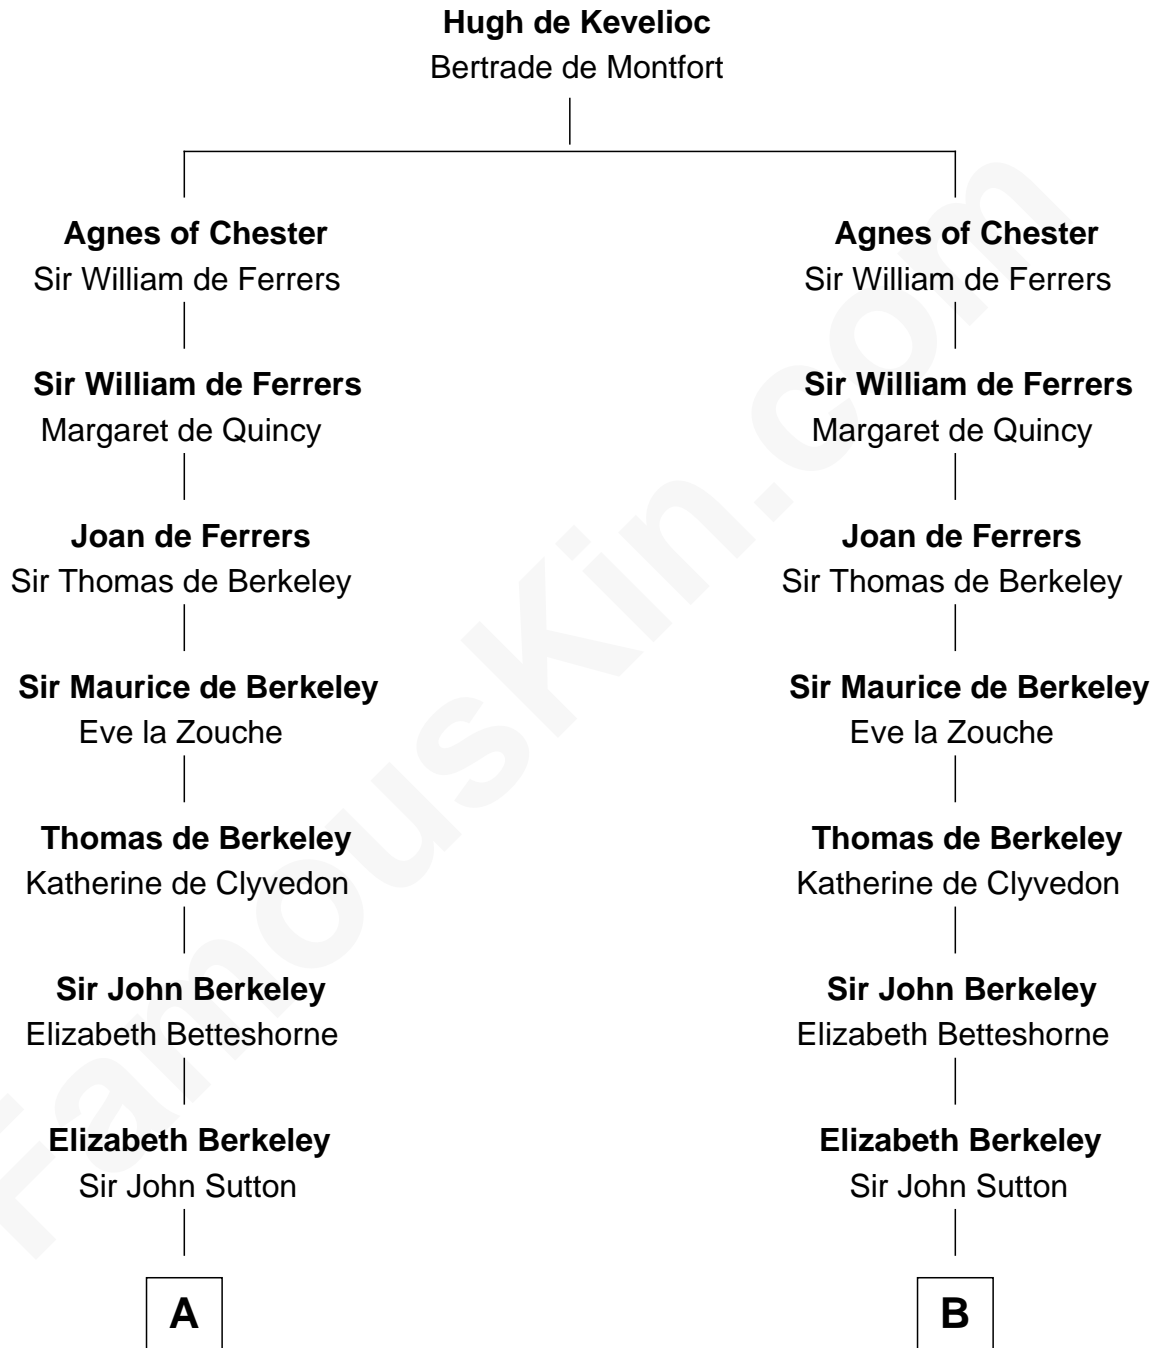 Hugh de Kevelioc
Bertrade de Montfort
Agnes of Chester
Sir William de Ferrers
Agnes of Chester
Sir William de Ferrers
Sir William de Ferrers
Margaret de Quincy
Sir William de Ferrers
Margaret de Quincy
Joan de Ferrers
Sir Thomas de Berkeley
Joan de Ferrers
Sir Thomas de Berkeley
Sir Maurice de Berkeley
Eve la Zouche
Sir Maurice de Berkeley
Eve la Zouche
Thomas de Berkeley
Katherine de Clyvedon
Thomas de Berkeley
Katherine de Clyvedon
Sir John Berkeley
Elizabeth Betteshorne
Sir John Berkeley
Elizabeth Betteshorne
Elizabeth Berkeley
Sir John Sutton
Elizabeth Berkeley
Sir John Sutton
A
B
FamousKin.com